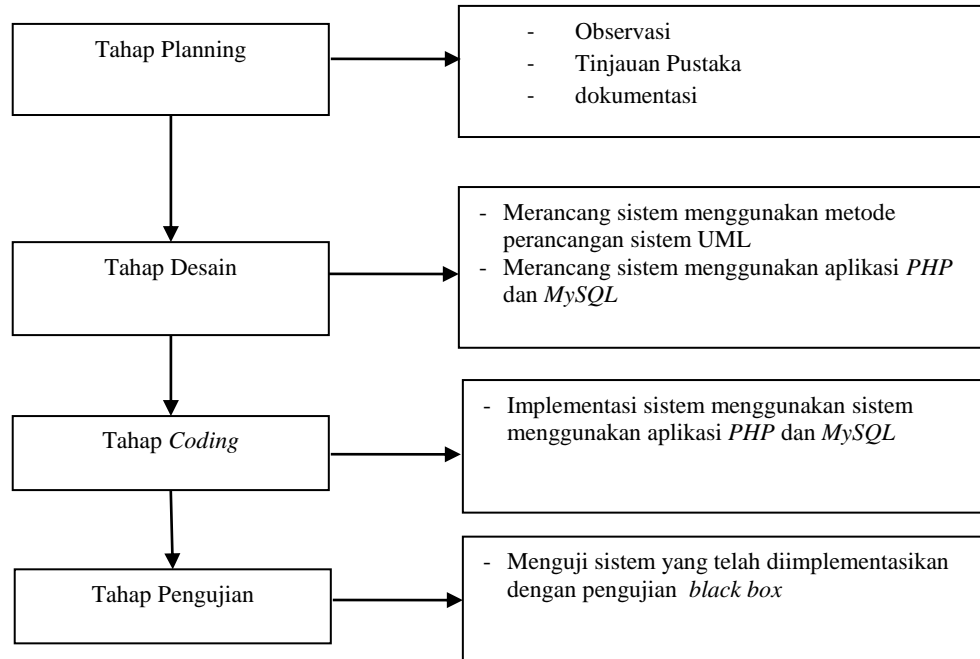 Tahap Planning
- Observasi
- Tinjauan Pustaka
- dokumentasi
Tahap Desain
- Merancang sistem menggunakan metode
perancangan sistem UML
- Merancang sistem menggunakan aplikasi PHP
dan MySQL
Tahap Coding
- Implementasi sistem menggunakan sistem
menggunakan aplikasi PHP dan MySQL
Tahap Pengujian
- Menguji sistem yang telah diimplementasikan
dengan pengujian black box